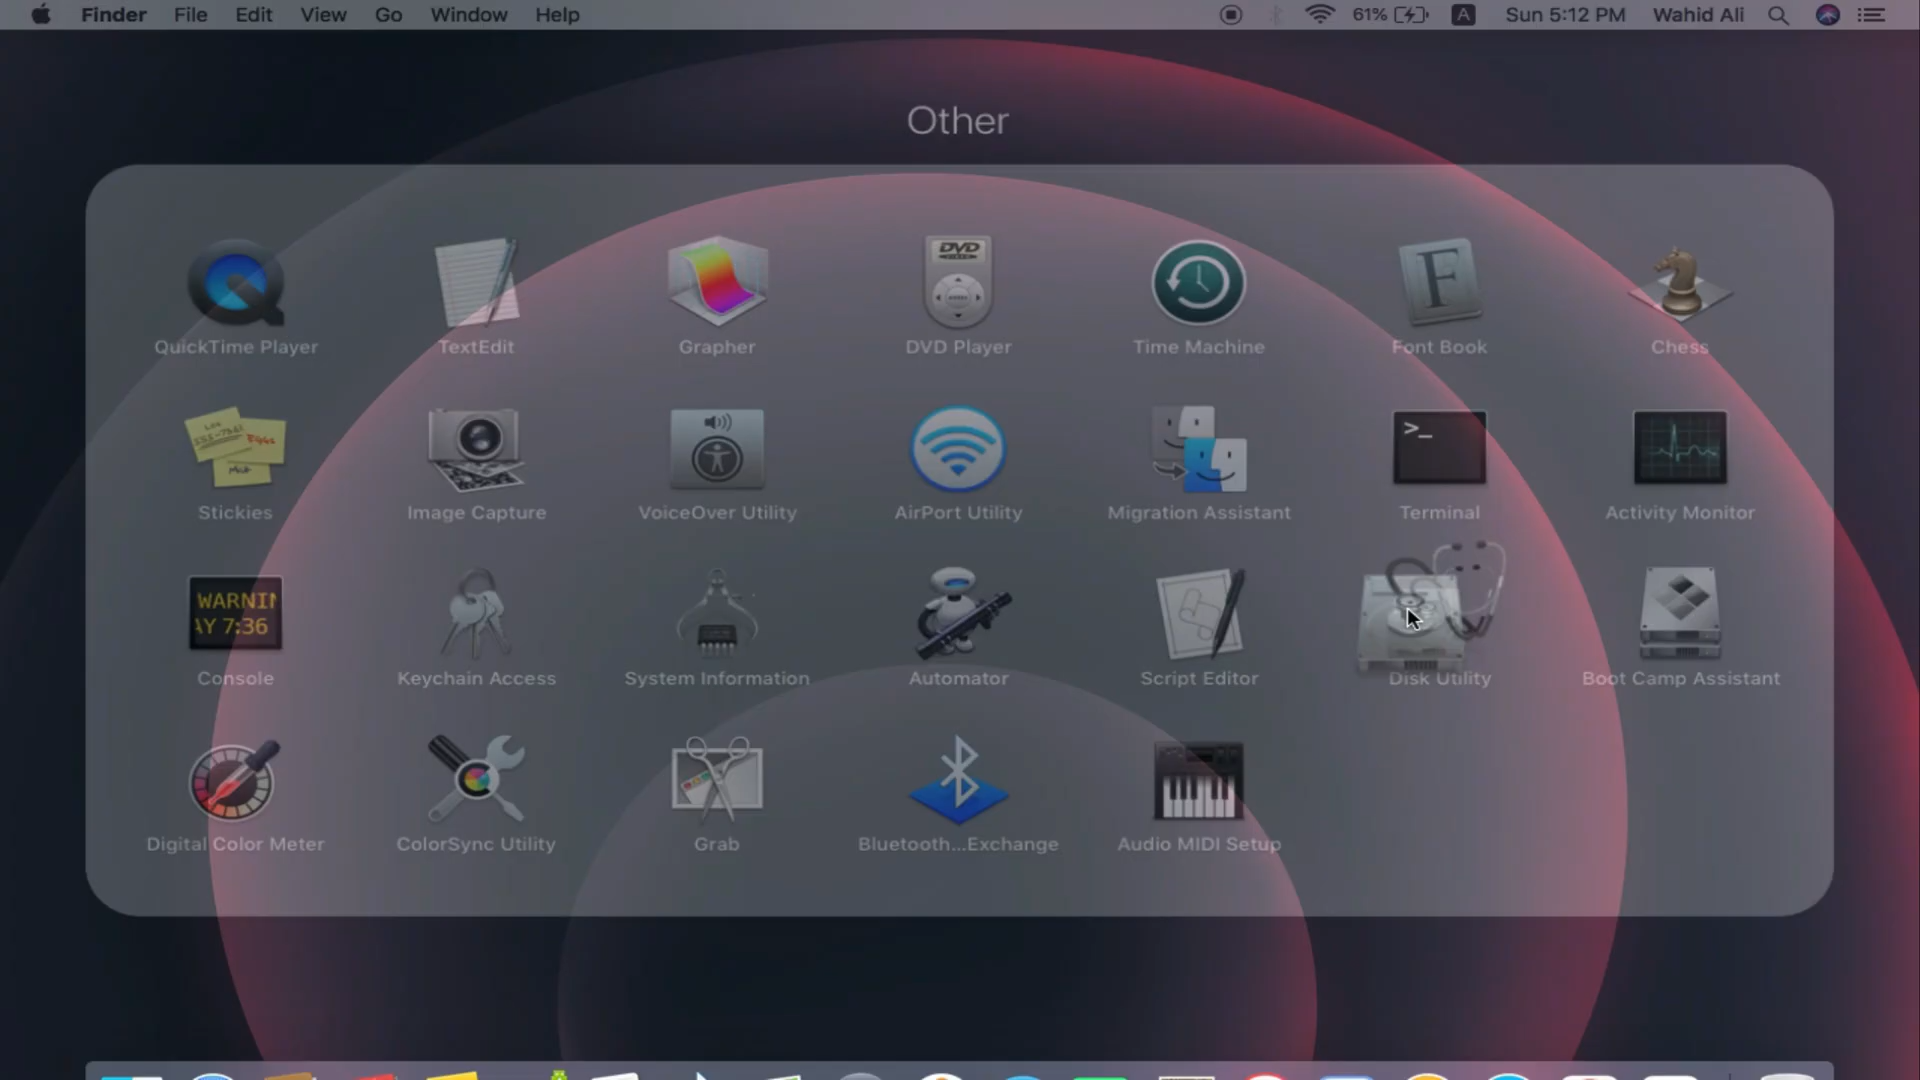 Finder File Edit View Go Window Help 61% A Sun 5:12 PM Wahid Ali
Other
DVD
F
QuickTime Player TextEdit Grapher DVD Player Time Machine Font Book Chess
>_
Stickies Image Capture VoiceOver Utility AirPort Utility Migration Assistant Terminal Activity Monitor
WARNIN
AY 7:36
Console Keychain Access System Information Automator Script Editor Disk Utility Boot Camp Assistant
Digital Color Meter ColorSync Utility Grab Bluetooth...Exchange Audio MIDI Setup